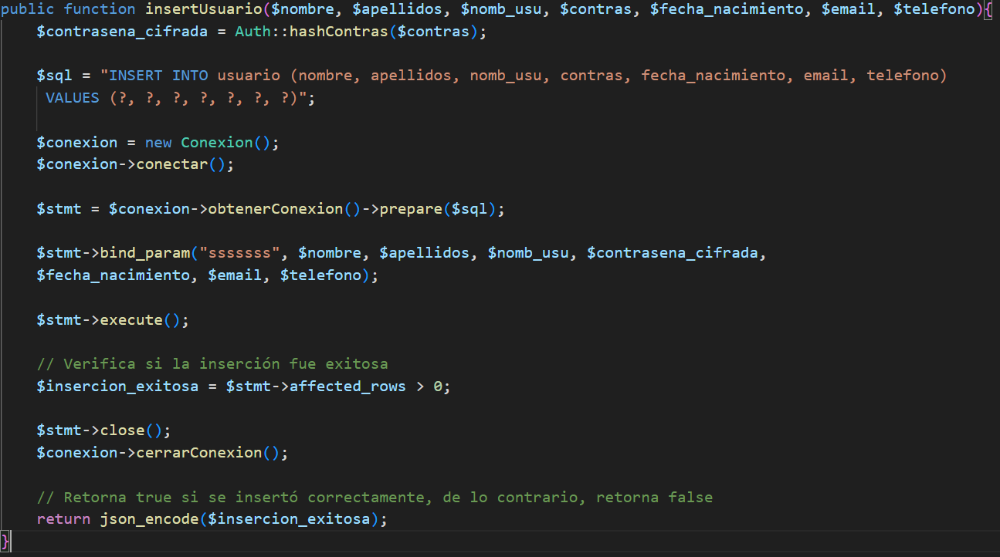 public function insertUsuario($nombre, $apellidos, $nomb_usu, $contras, $fecha_nacimiento, $email, $telefono){
$contrasena_cifrada = Auth::hashContras($contras);
$sql = "INSERT INTO usuario (nombre, apellidos, nomb_usu, contras, fecha_nacimiento, email, telefono)
VALUES (?, ?, ?, ?, ?, ?, ?)";
$conexion = new Conexion();
$conexion->conectar();
$stmt = $conexion->obtenerConexion()->prepare($sql);
$stmt->bind_param("sssssss", $nombre, $apellidos, $nomb_usu, $contrasena_cifrada,
$fecha_nacimiento, $email, $telefono);
$stmt->execute();
// Verifica si la inserción fue exitosa
$insercion_exitosa = $stmt->affected_rows > 0;
$stmt->close();
$conexion->cerrarConexion();
// Retorna true si se insertó correctamente, de lo contrario, retorna false
return json_encode($insercion_exitosa);
}